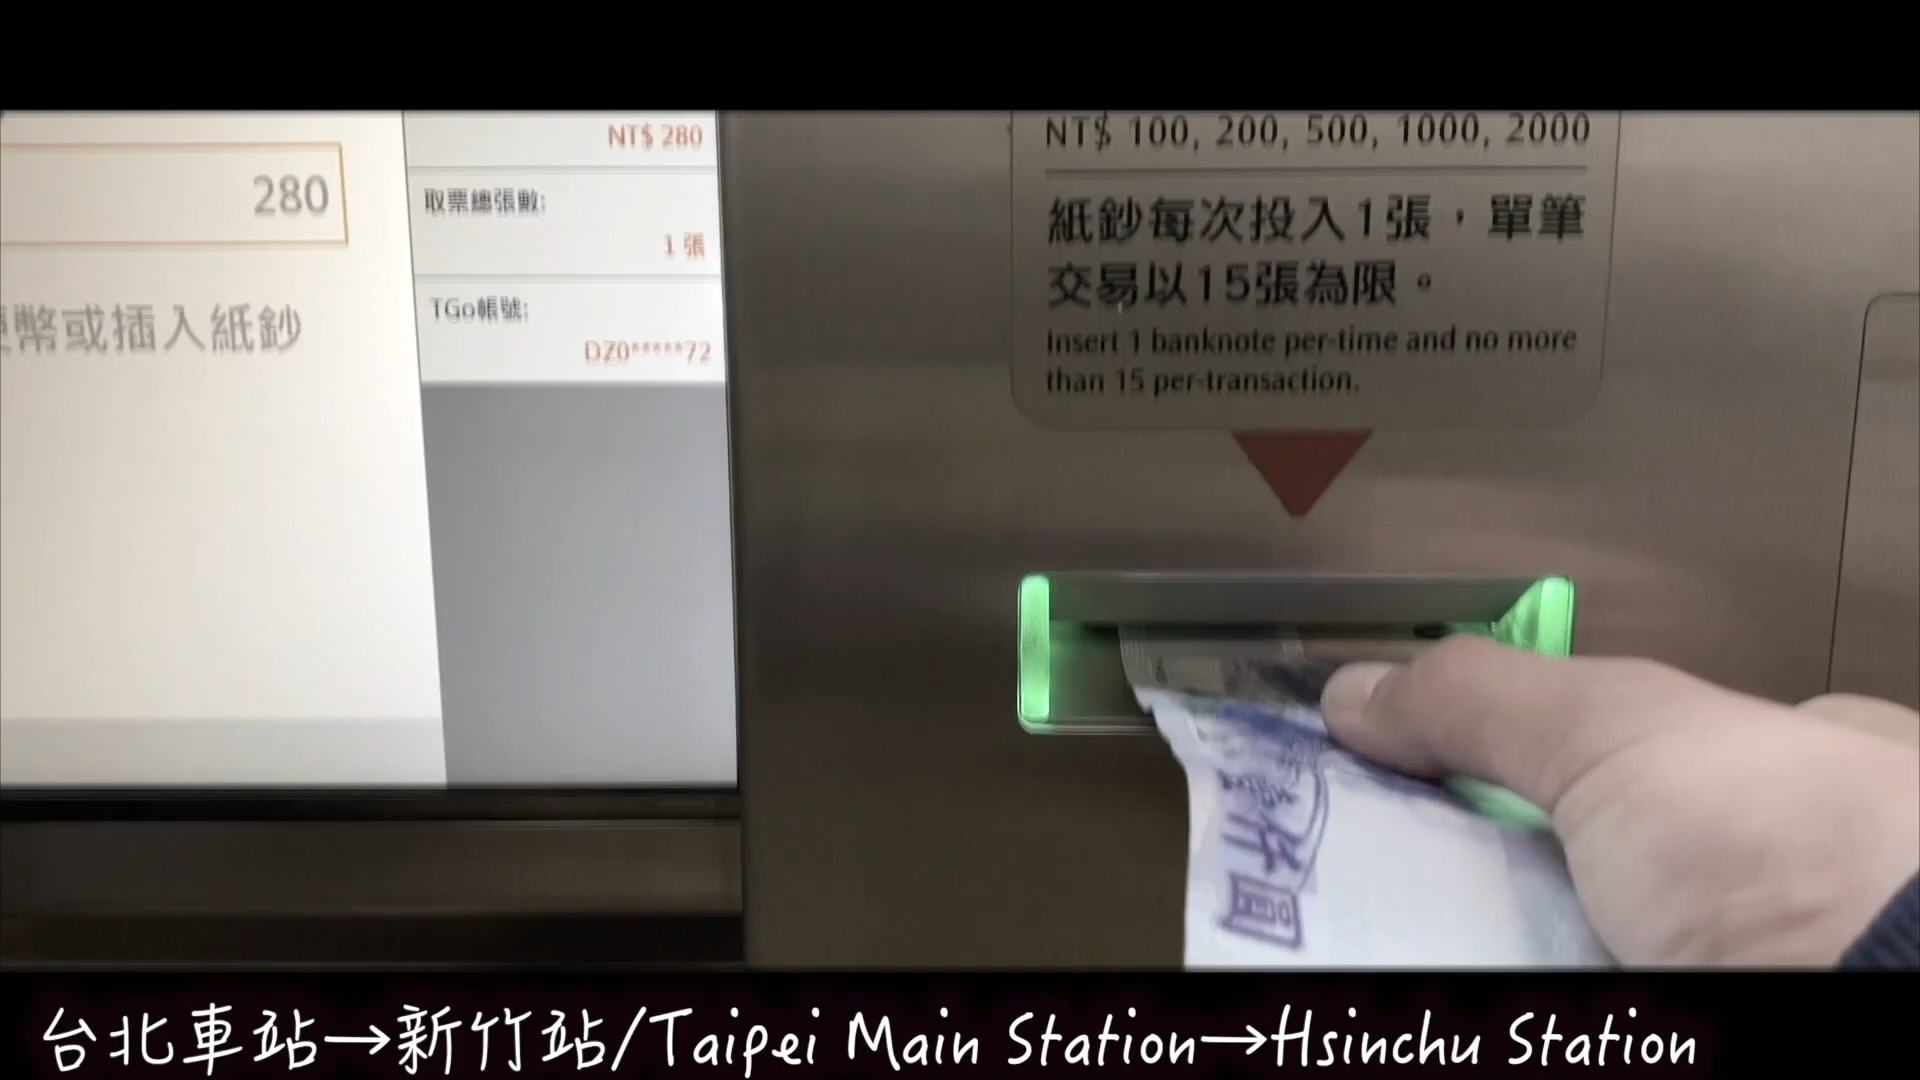 280
幣或插入紙鈔
NT$ 280
取票總張數:
1 張
TGo帳號:
DZ0*****72
NT$ 100, 200, 500, 1000, 2000
紙鈔每次投入1張，單筆
交易以15張為限。
Insert 1 banknote per-time and no more
than 15 per-transaction.
仟圓
台北車站→新竹站/Taipei Main Station→Hsinchu Station